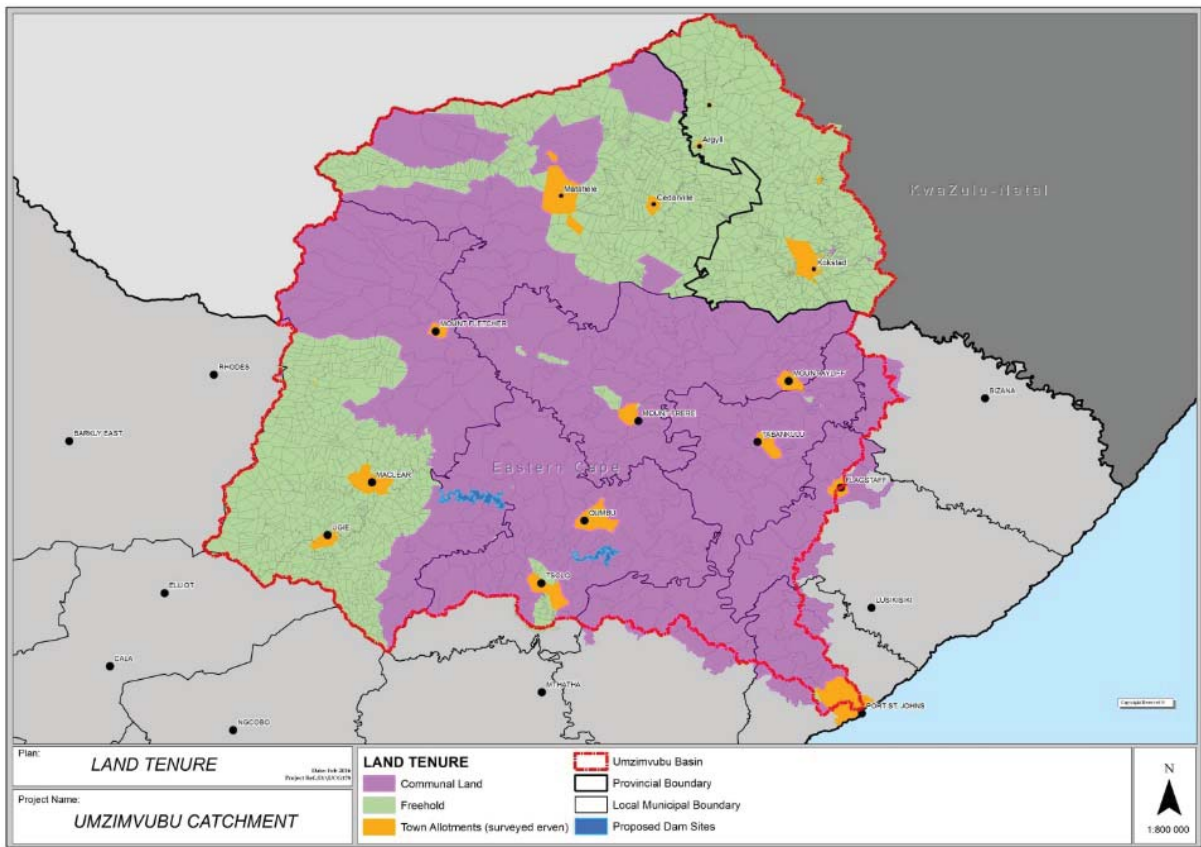 Argyll
Matatiele
Cedarville
KwaZulu-Natal
Kokstad
MOUNT FLETCHER
RHODES
MOUNT AYLIFF
BIZANA
MOUNT FRERE
BARKLY EAST
TABANKULU
Eastern Cape
MACLEAR
FLAGSTAFF
QUMBU
UGIE
TSOLO
ELLIOT
LUSIKISIKI
CALA
MTHATHA
PORT ST. JOHNS
NGCOBO
Plan:
LAND TENURE
Date: Feb 2016
Project Name:
UMZIMVUBU CATCHMENT
LAND TENURE
Communal Land
Freehold
Town Allotments (surveyed erven)
Umzimvubu Basin
Provincial Boundary
Local Municipal Boundary
Proposed Dam Sites
N
1:800 000